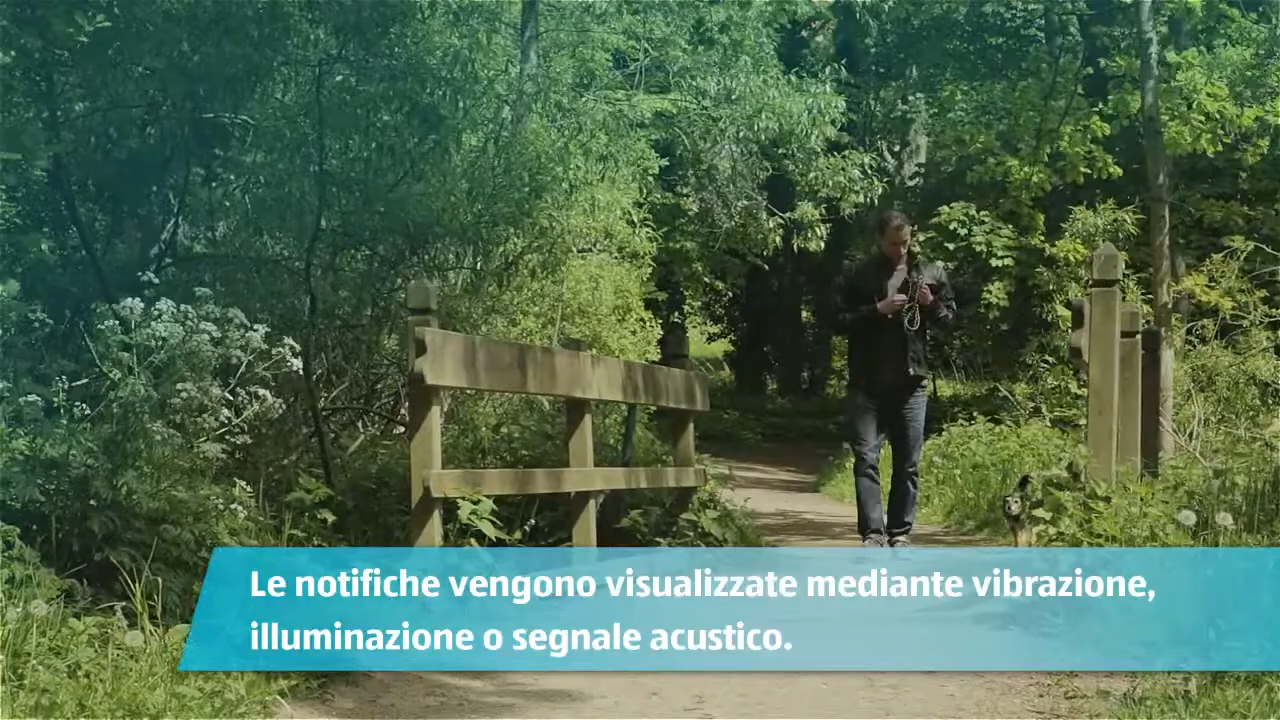 Le notifiche vengono visualizzate mediante vibrazione,
illuminazione o segnale acustico.